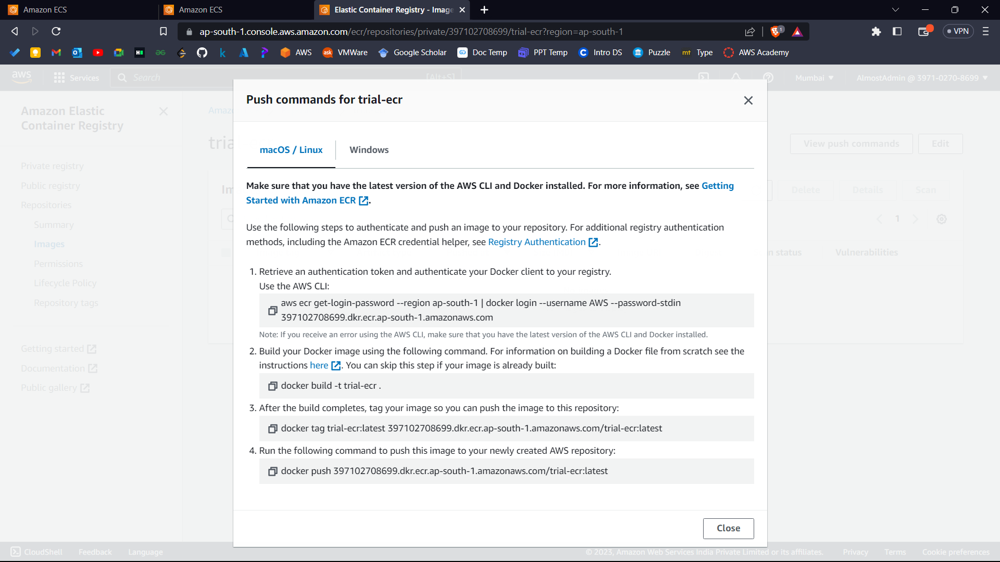 Amazon ECS
Amazon ECS
Elastic Container Registry - Image
ap-south-1.console.aws.amazon.com/ecr/repositories/private/397102708699/trial-ecr?region=ap-south-1
1
VPN
AWS
VMWare
Google Scholar
Doc Temp
PPT Temp
Intro DS
Puzzle
Type
AWS Academy
aws
Services
Search
[Alt+S]
Mumbai
AlmostAdmin @ 3971-0270-8699
Amazon Elastic
Container Registry
Private registry
Public registry
Repositories
Summary
Images
Permissions
Lifecycle Policy
Repository tags
Getting started
Documentation
Public gallery
View push commands
Edit
Delete
Details
Scan
1
Vulnerabilities
Push commands for trial-ecr
macOS / Linux
Windows
Make sure that you have the latest version of the AWS CLI and Docker installed. For more information, see Getting
Started with Amazon ECR.
Use the following steps to authenticate and push an image to your repository. For additional registry authentication
methods, including the Amazon ECR credential helper, see Registry Authentication.
1. Retrieve an authentication token and authenticate your Docker client to your registry.
Use the AWS CLI:
aws ecr get-login-password --region ap-south-1 | docker login --username AWS --password-stdin
397102708699.dkr.ecr.ap-south-1.amazonaws.com
Note: If you receive an error using the AWS CLI, make sure that you have the latest version of the AWS CLI and Docker installed.
2. Build your Docker image using the following command. For information on building a Docker file from scratch see the
instructions here. You can skip this step if your image is already built:
docker build -t trial-ecr .
3. After the build completes, tag your image so you can push the image to this repository:
docker tag trial-ecr:latest 397102708699.dkr.ecr.ap-south-1.amazonaws.com/trial-ecr:latest
4. Run the following command to push this image to your newly created AWS repository:
docker push 397102708699.dkr.ecr.ap-south-1.amazonaws.com/trial-ecr:latest
Close
CloudShell
Feedback
Language
© 2023, Amazon Web Services India Private Limited or its affiliates.
Privacy
Terms
Cookie preferences